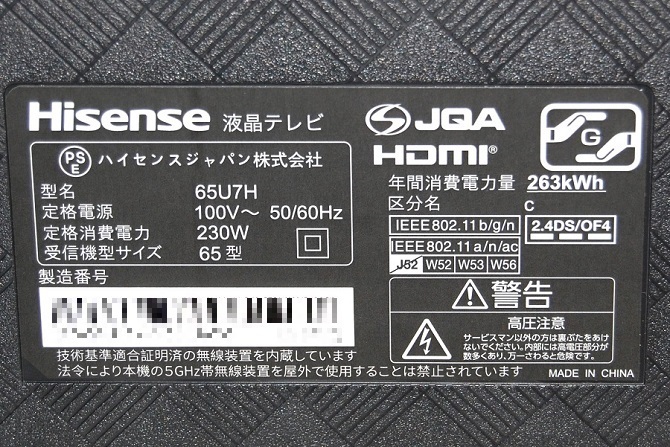 Hisense 液晶テレビ
PSE ハイセンスジャパン株式会社
型名 65U7H
定格電源 100V〜 50/60Hz
定格消費電力 230W
受信機型サイズ 65型
製造番号
技術基準適合証明済の無線装置を内蔵しています
法令により本機の5GHz帯無線装置を屋外で使用することは禁止されています
JQA
G
HDMI®
年間消費電力量 263kWh
区分名 C
IEEE802.11b/g/n
2.4DS/OF4
IEEE802.11a/n/ac
J52 W52 W53 W56
警告
高圧注意
サービスマン以外の方は裏ぶたをあけ
ないでください。内部には高電圧部分が
数多くあり、万一さわると危険です。
MADE IN CHINA